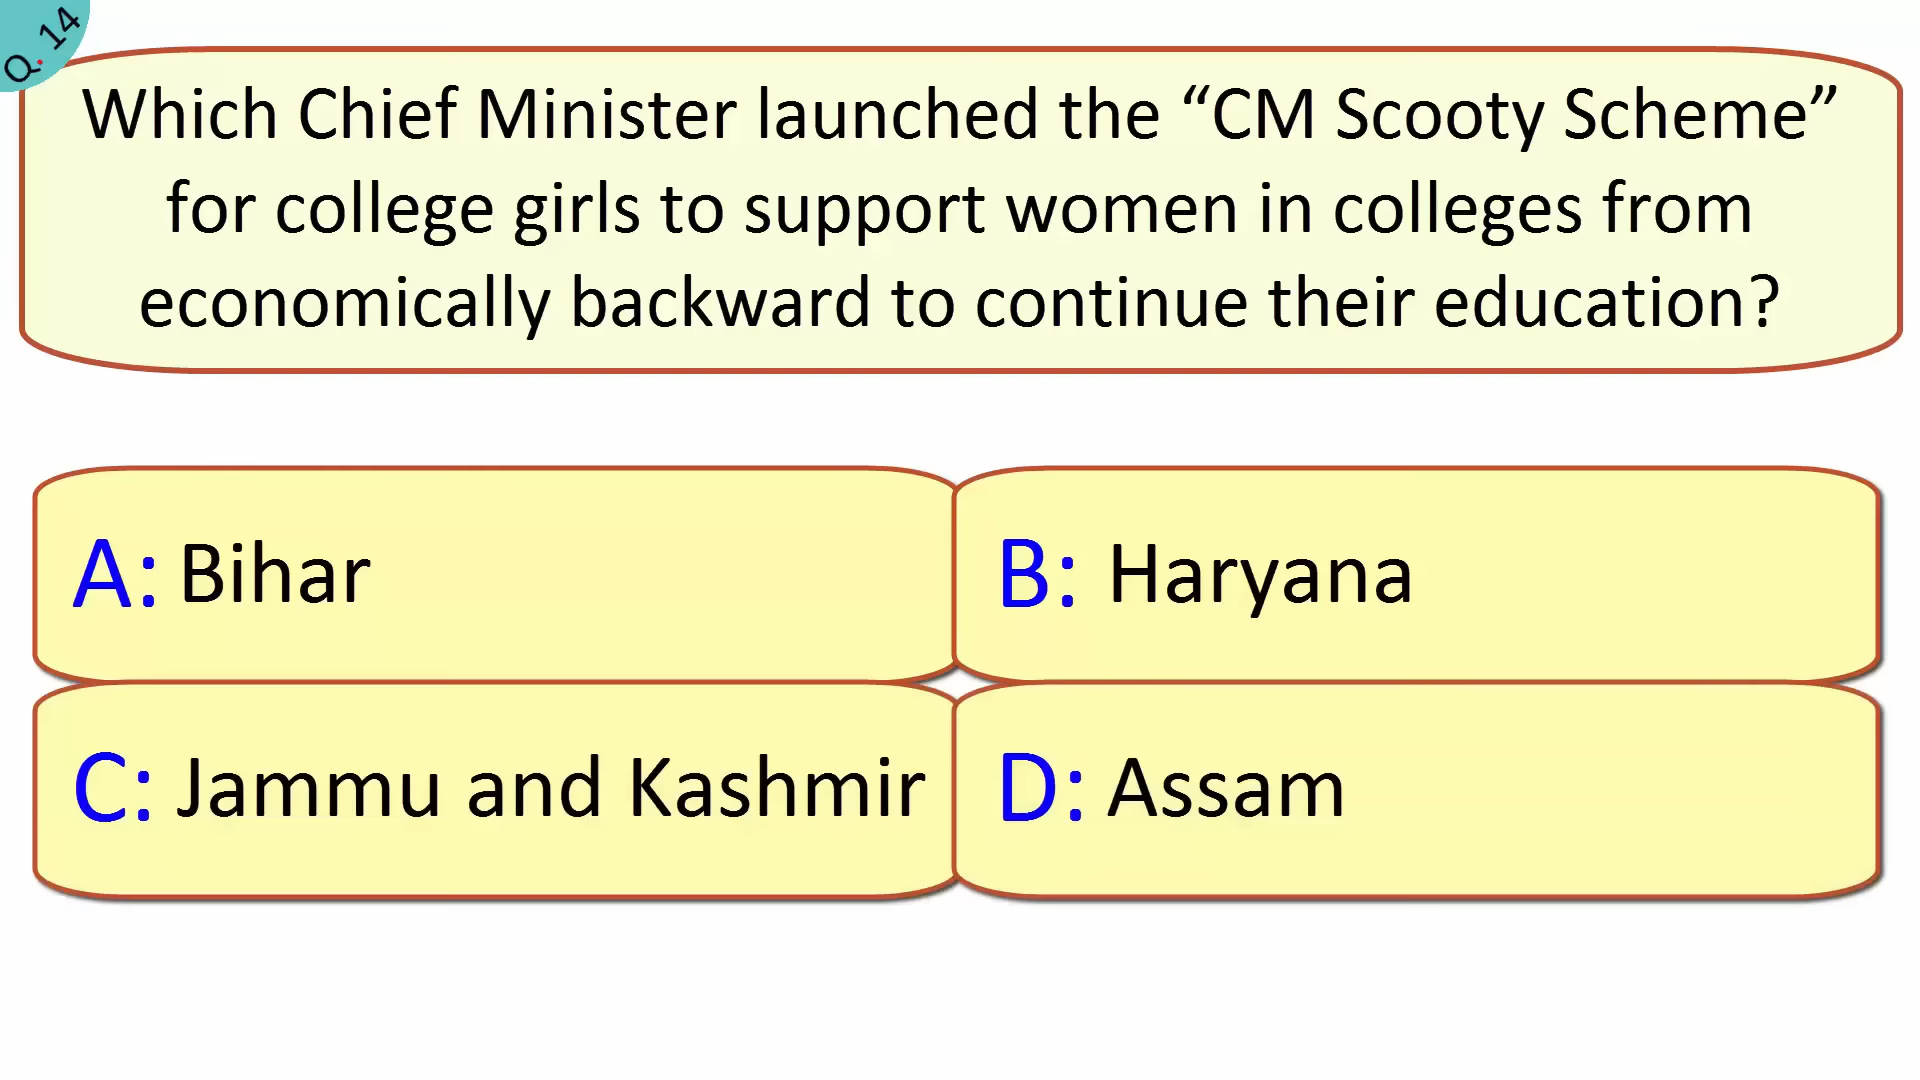 Q. 14
Which Chief Minister launched the “CM Scooty Scheme”
for college girls to support women in colleges from
economically backward to continue their education?
A: Bihar
B: Haryana
C: Jammu and Kashmir
D: Assam